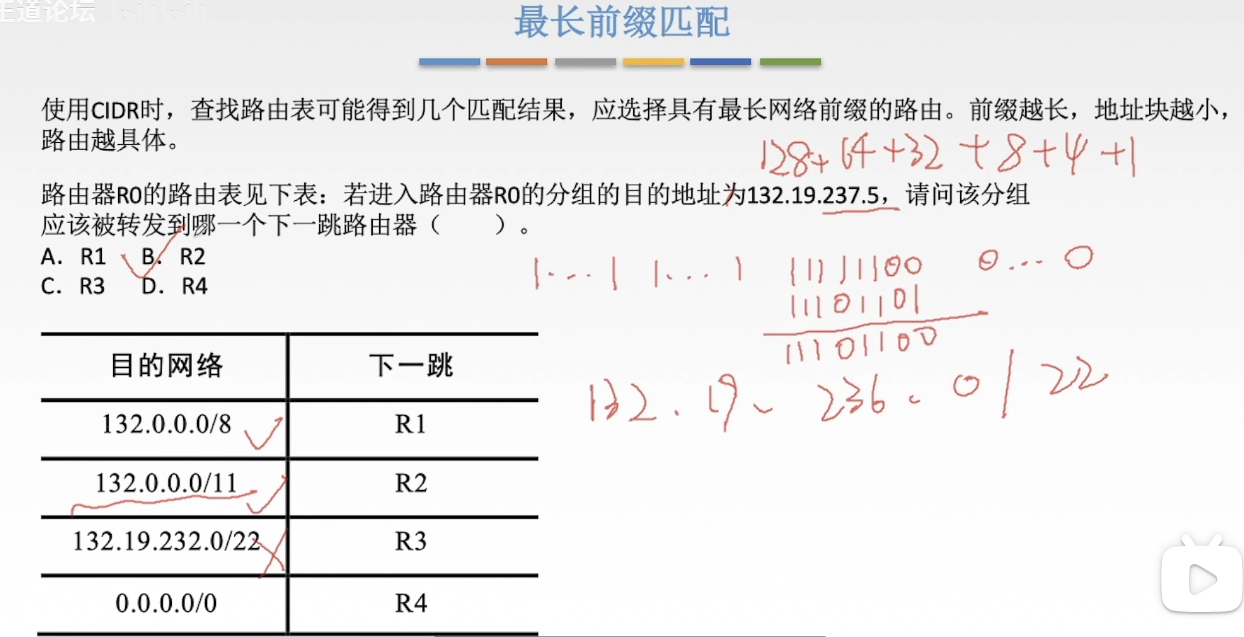 王道论坛
最长前缀匹配
使用CIDR时，查找路由表可能得到几个匹配结果，应选择具有最长网络前缀的路由。前缀越长，地址块越小，
路由越具体。
128+64+32+8+4+1
路由器R0的路由表见下表：若进入路由器R0的分组的目的地址为132.19.237.5，请问该分组
应该被转发到哪一个下一跳路由器（ ）。
A. R1 B. R2
C. R3 D. R4
1...1 1...1 11111100 0...0
11101101
11101100
132.19.236.0/22
目的网络 下一跳
132.0.0.0/8 R1
132.0.0.0/11 R2
132.19.232.0/22 R3
0.0.0.0/0 R4